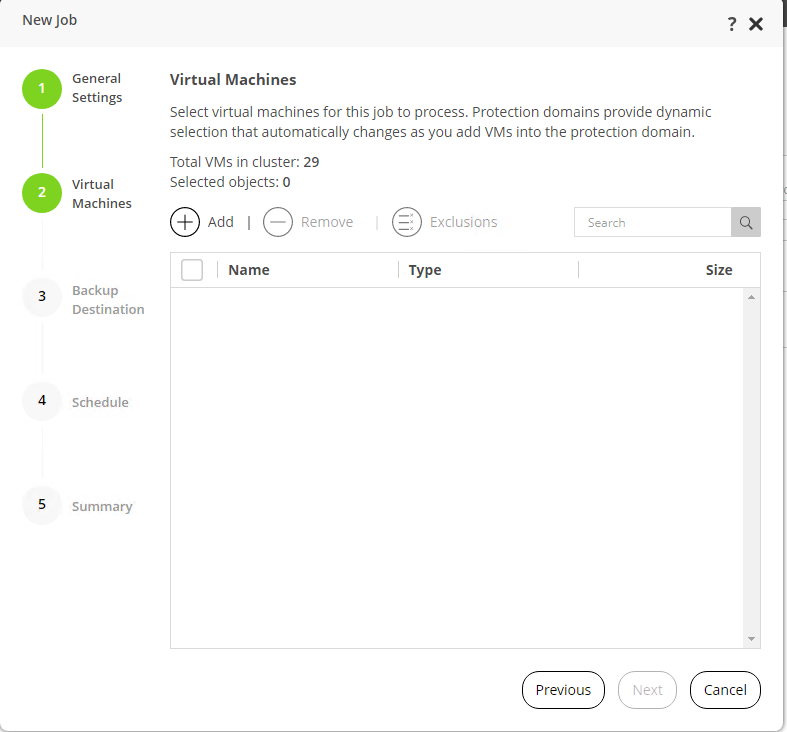 New Job
?
1
General
Settings
2
Virtual
Machines
3
Backup
Destination
4
Schedule
5
Summary
Virtual Machines
Select virtual machines for this job to process. Protection domains provide dynamic
selection that automatically changes as you add VMs into the protection domain.
Total VMs in cluster: 29
Selected objects: 0
Add | Remove | Exclusions
Search
Name Type Size
Previous Next Cancel